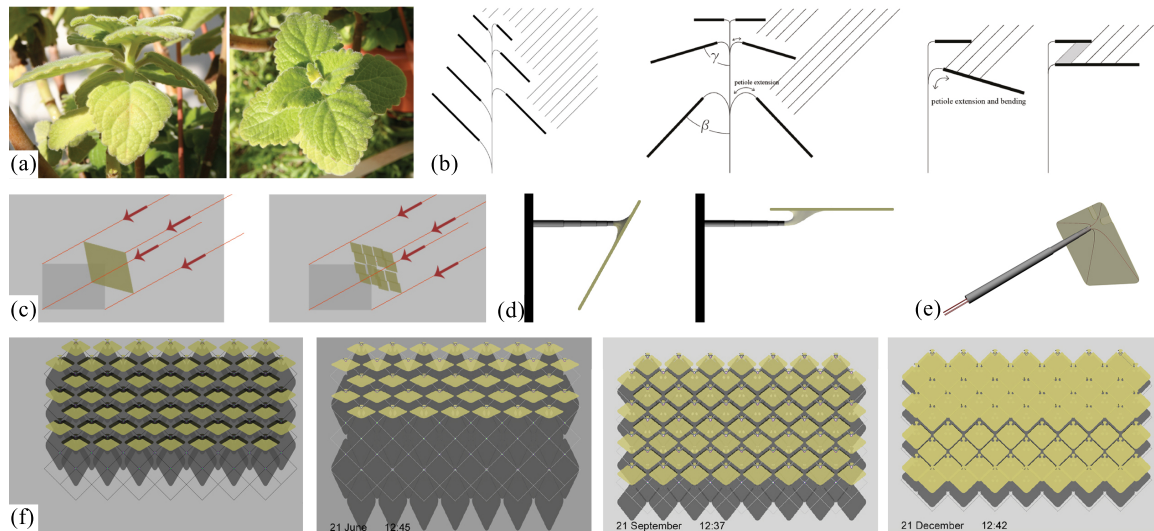 (a)
(b)
γ
petiole extension
β
petiole extension and bending
(c)
(d)
(e)
(f)
21 June 12:45
21 September 12:37
21 December 12:42